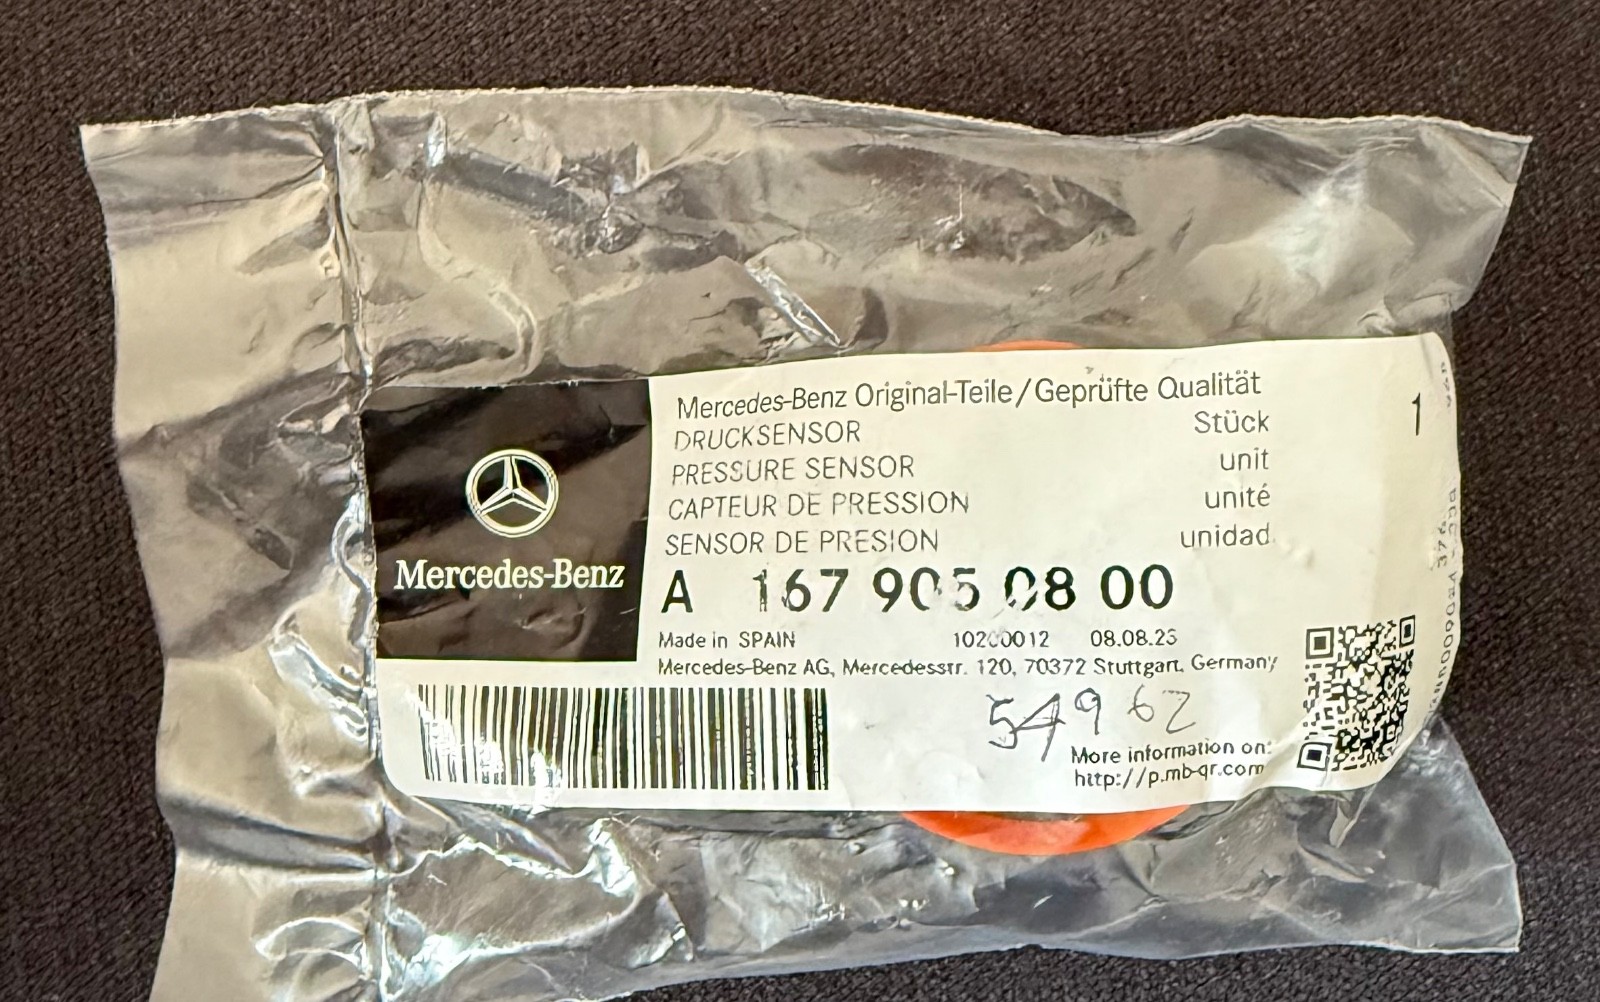 Mercedes-Benz
Mercedes-Benz Original-Teile/Geprüfte Qualität
DRUCKSENSOR Stück 1
PRESSURE SENSOR unit
CAPTEUR DE PRESSION unité
SENSOR DE PRESION unidad
A 167 905 08 00
Made in SPAIN 10200012 08.08.23
Mercedes-Benz AG, Mercedesstr. 120, 70372 Stuttgart, Germany
54962
More information on:
http://p.mb-qr.com